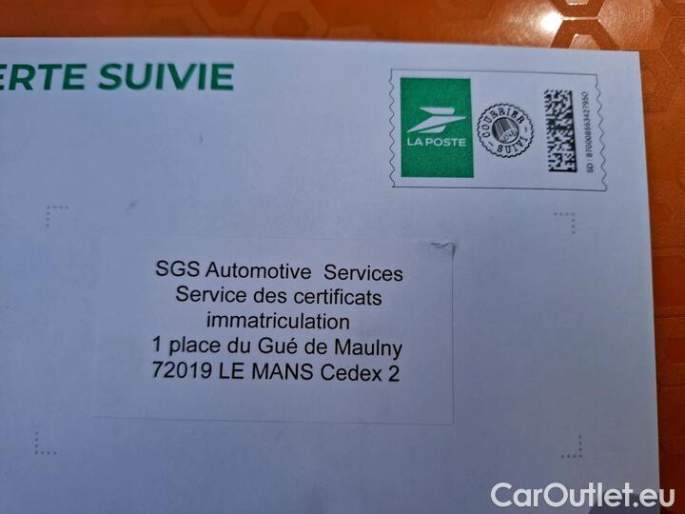 ERTE SUIVIE
LA POSTE
COURRIER
SUIVI
SGS Automotive Services
Service des certificats
immatriculation
1 place du Gué de Maulny
72019 LE MANS Cedex 2
CarOutlet.eu